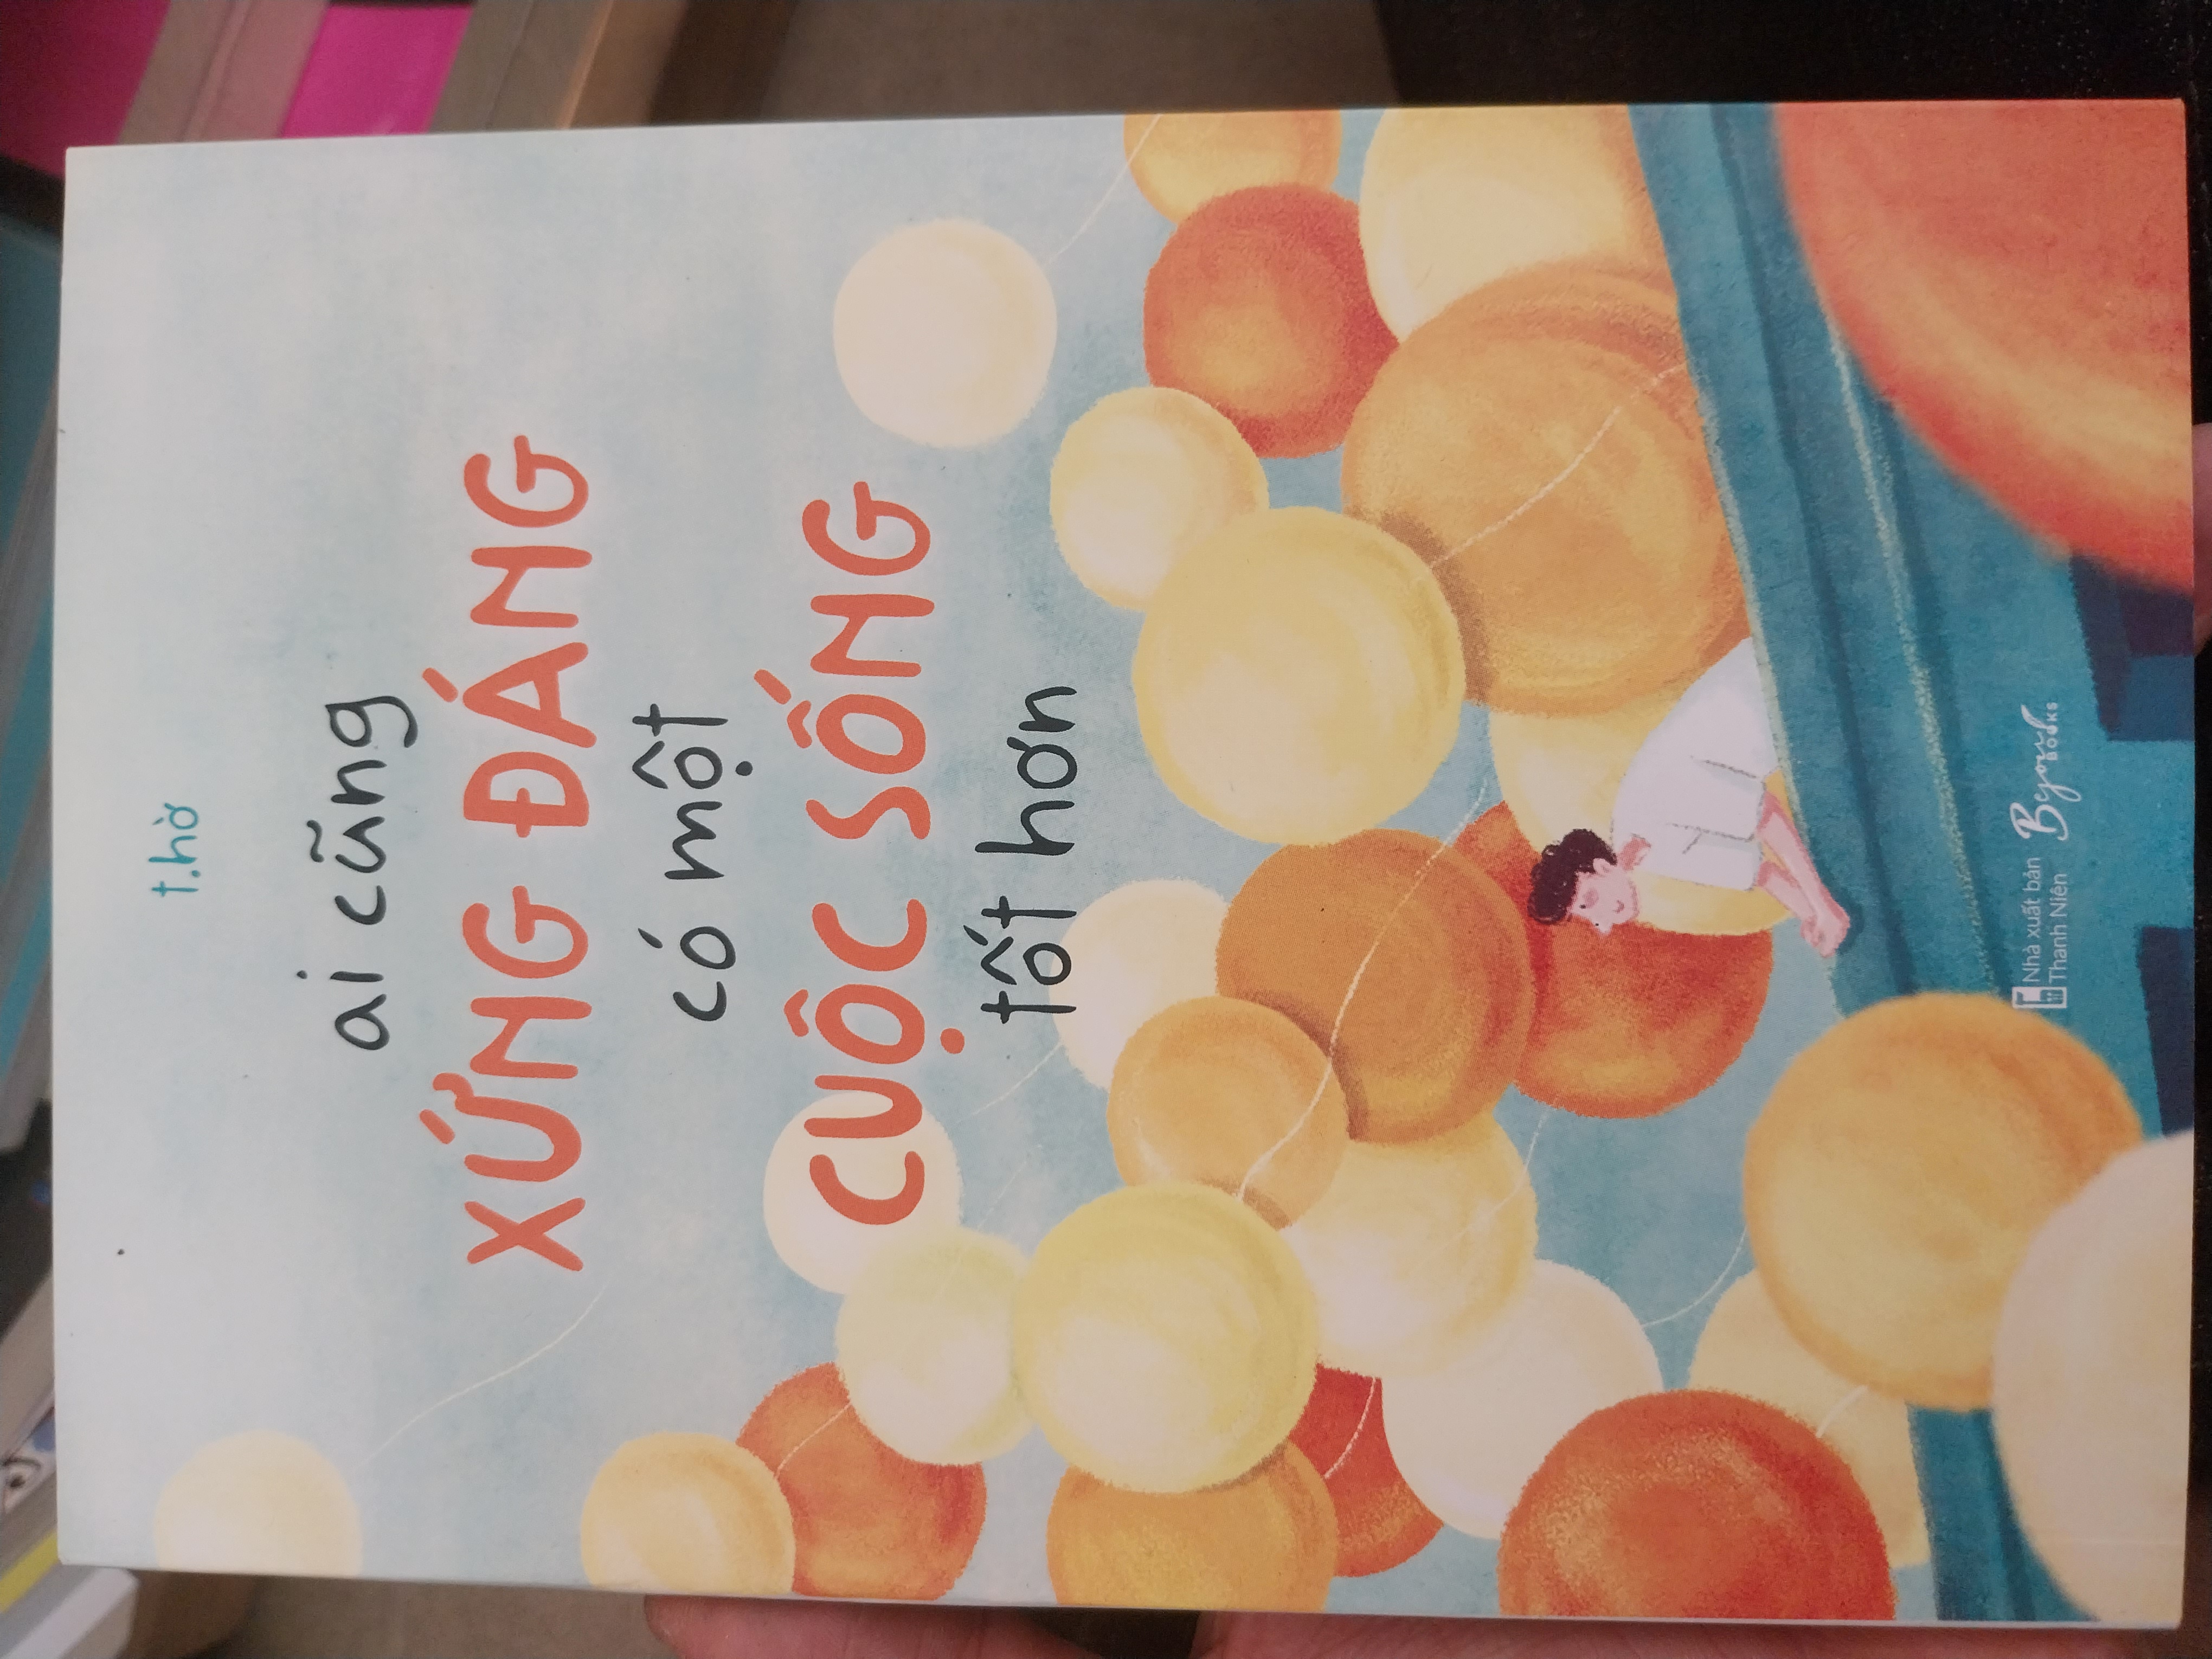 t.hờ
ai cũng
XỨNG ĐÁNG
có một
CUỘC SỐNG
tốt hơn
Nhà xuất bản
Thanh Niên
Beyou
BOOKS